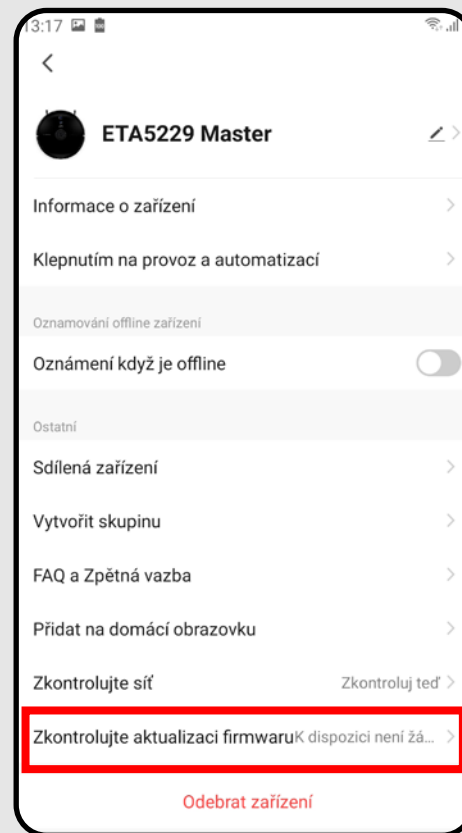 13:17
ETA5229 Master
Informace o zařízení
Klepnutím na provoz a automatizací
Oznamování offline zařízení
Oznámení když je offline
Ostatní
Sdílená zařízení
Vytvořit skupinu
FAQ a Zpětná vazba
Přidat na domácí obrazovku
Zkontrolujte síť Zkontroluj teď
Zkontrolujte aktualizaci firmwaru K dispozici není žá...
Odebrat zařízení